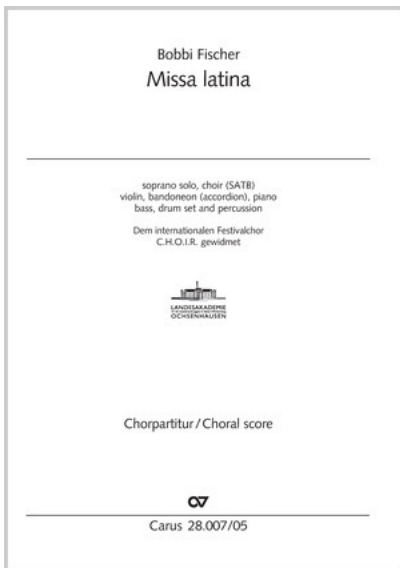 Bobbi Fischer
Missa latina
soprano solo, choir (SATB)
violin, bandoneon (accordion), piano
bass, drum set and percussion
Dem internationalen Festivalchor
C.H.O.I.R. gewidmet
LANDESAKADEMIE
OCHSENHAUSEN
Chorpartitur/Choral score
Carus 28.007/05